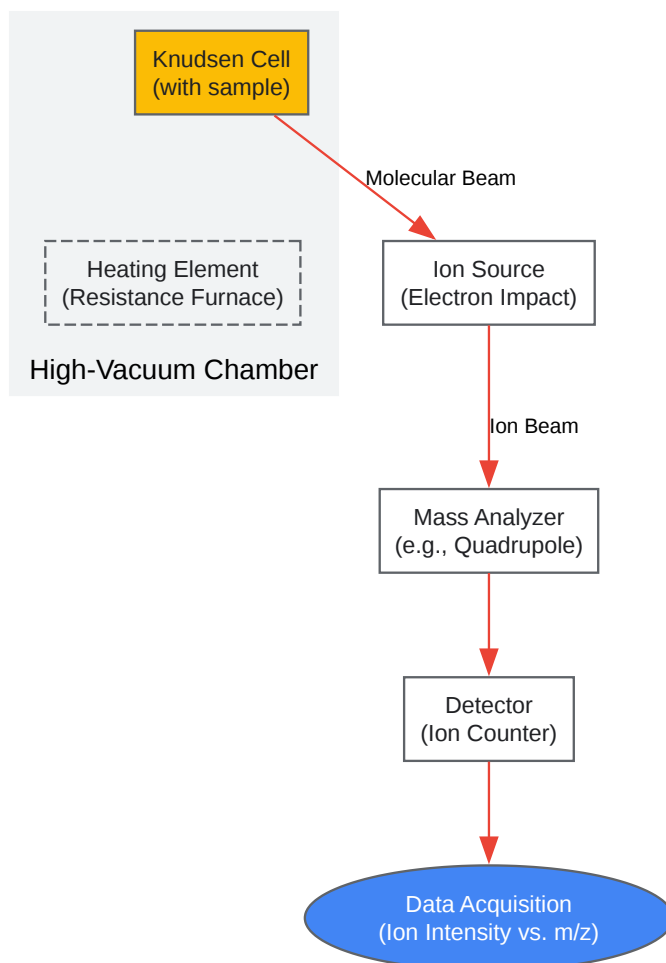 Knudsen Cell
(with sample)
Molecular Beam
Heating Element
(Resistance Furnace)
Ion Source
(Electron Impact)
High-Vacuum Chamber
Ion Beam
Mass Analyzer
(e.g., Quadrupole)
Detector
(Ion Counter)
Data Acquisition
(Ion Intensity vs. m/z)